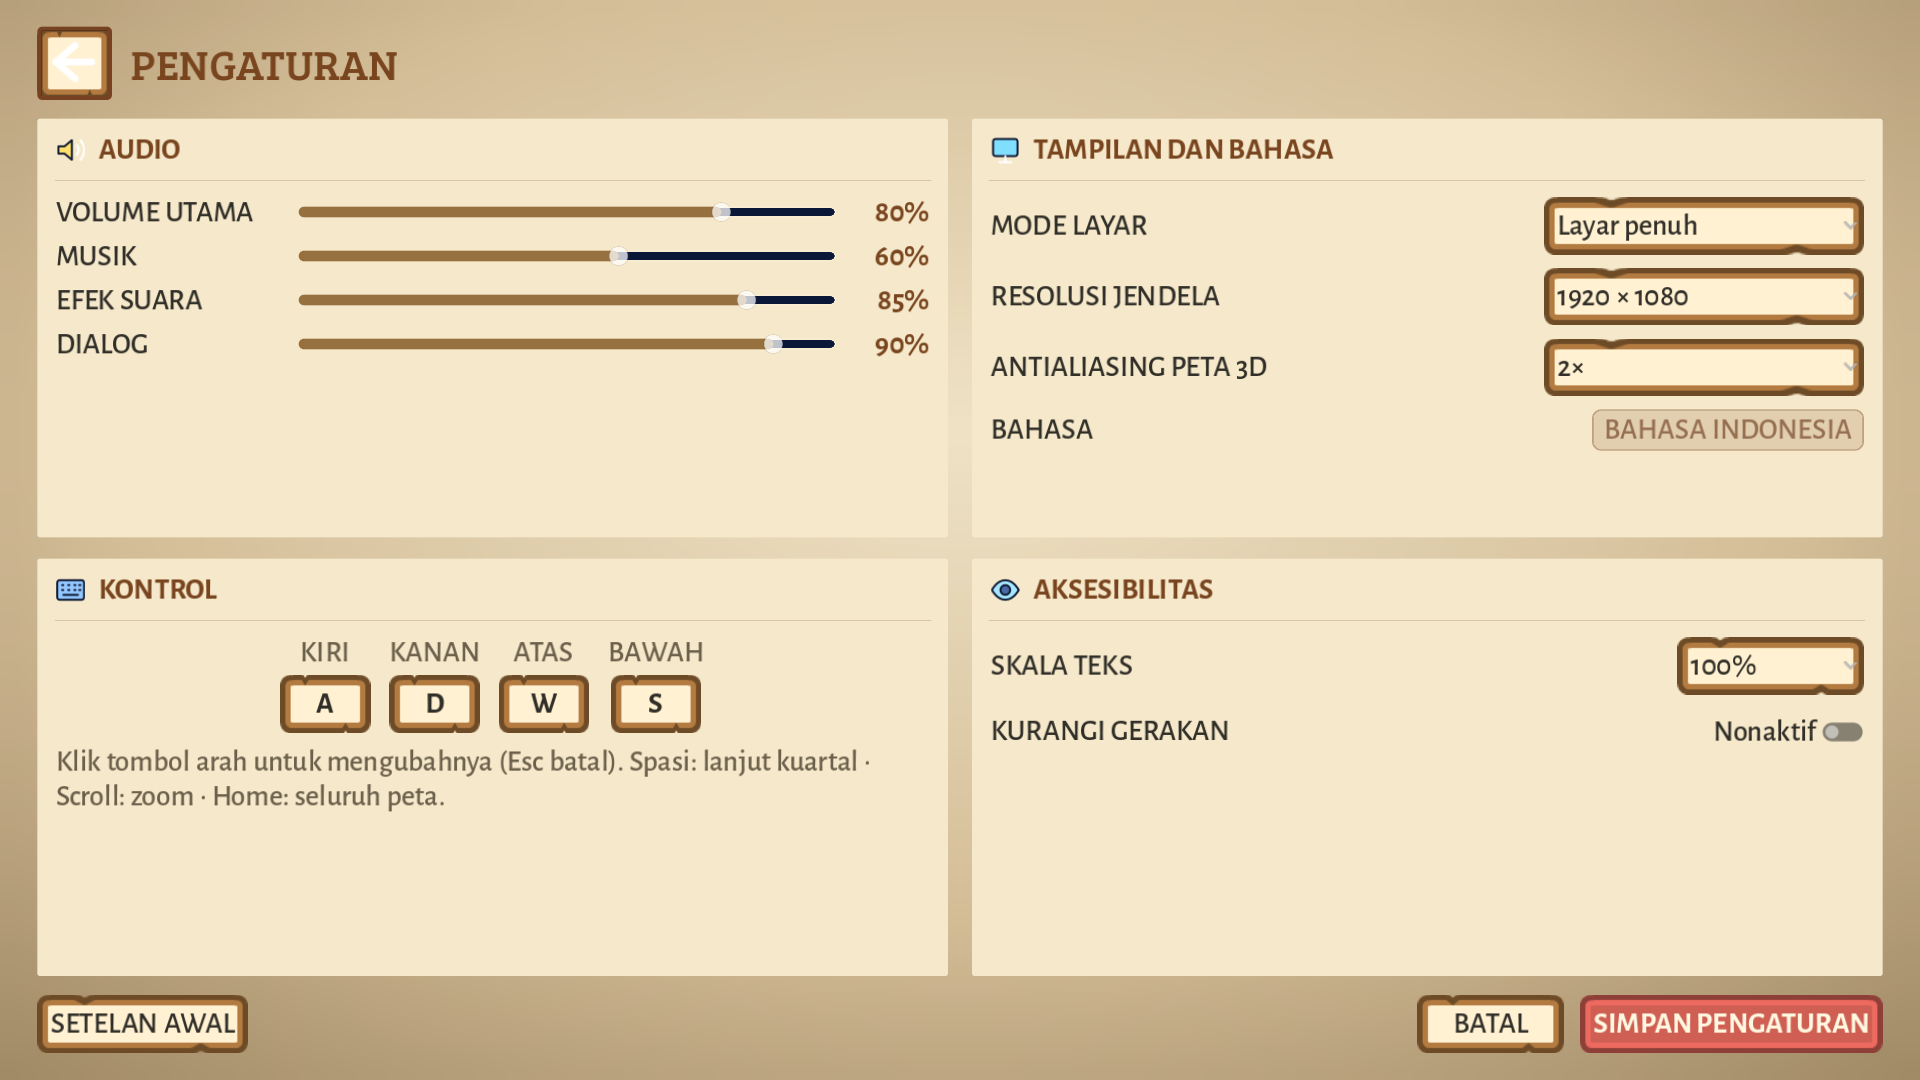 PENGATURAN
AUDIO
VOLUME UTAMA 80%
MUSIK 60%
EFEK SUARA 85%
DIALOG 90%
TAMPILAN DAN BAHASA
MODE LAYAR Layar penuh
RESOLUSI JENDELA 1920 × 1080
ANTIALIASING PETA 3D 2×
BAHASA BAHASA INDONESIA
KONTROL
KIRI KANAN ATAS BAWAH
A D W S
Klik tombol arah untuk mengubahnya (Esc batal). Spasi: lanjut kuartal ·
Scroll: zoom · Home: seluruh peta.
AKSESIBILITAS
SKALA TEKS 100%
KURANGI GERAKAN Nonaktif
SETELAN AWAL BATAL SIMPAN PENGATURAN